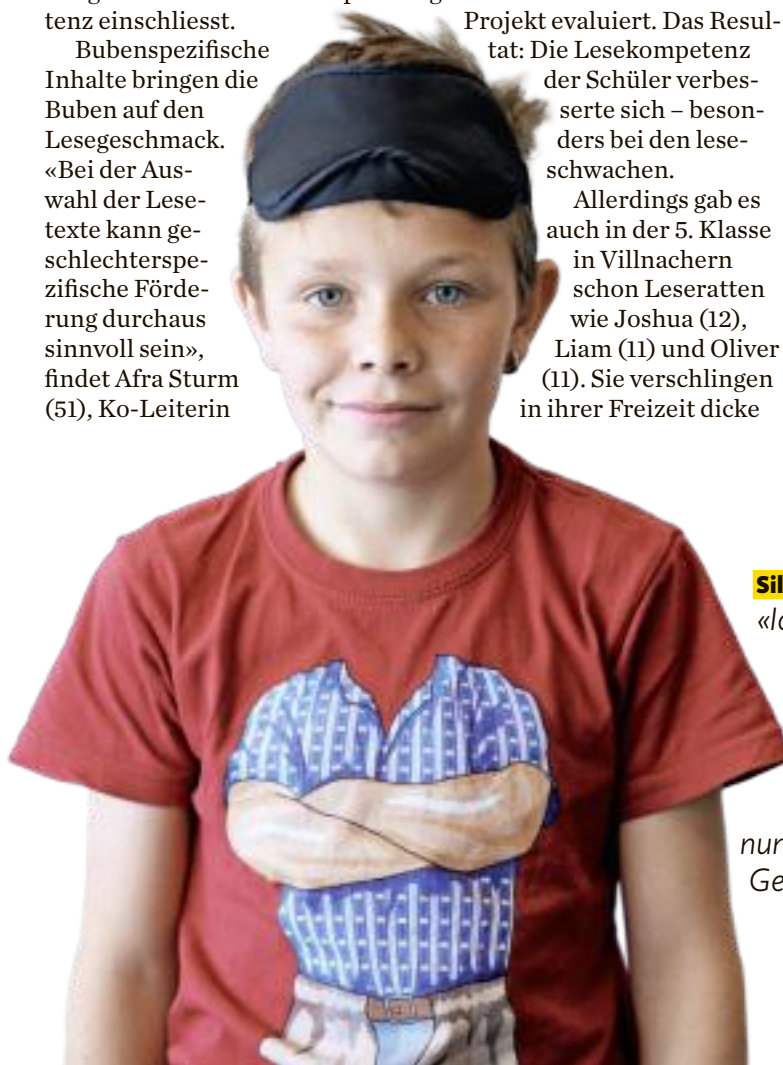 tenz einschliesst.
Bubenspezifische
Inhalte bringen die
Buben auf den
Lesegeschmack.
«Bei der Aus-
wahl der Lese-
texte kann ge-
schlechterspe-
zifische Förde-
rung durchaus
sinnvoll sein»,
findet Afra Sturm
(51), Ko-Leiterin
Projekt evaluiert. Das Resul-
tat: Die Lesekompetenz
der Schüler verbes-
serte sich – beson-
ders bei den lese-
schwachen.
Allerdings gab es
auch in der 5. Klasse
in Villnachern
schon Leseratten
wie Joshua (12),
Liam (11) und Oliver
(11). Sie verschlingen
in ihrer Freizeit dicke
Sil
nur
Ge